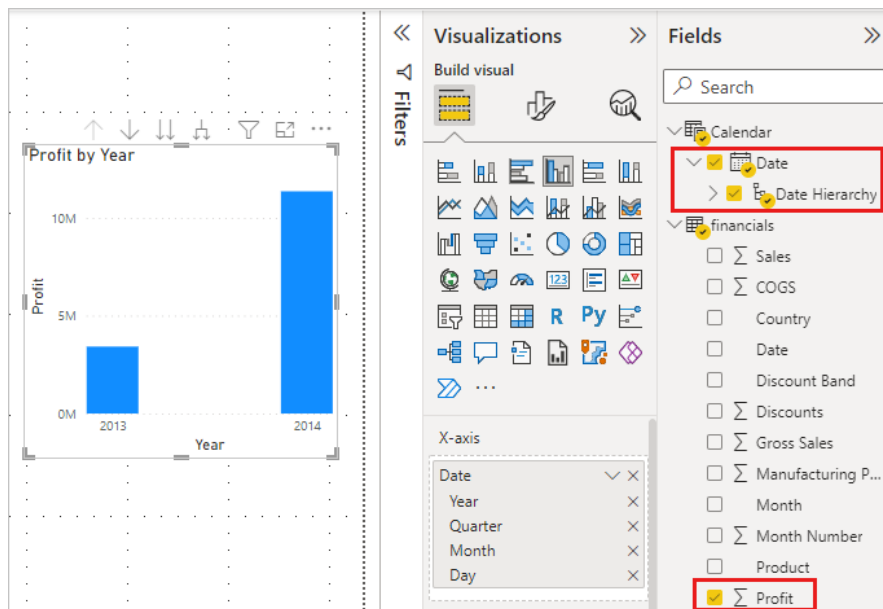 Profit by Year
10M
5M
0M
Profit
2013
2014
Year
Filters
Visualizations
Build visual
123
R
Py
X-axis
Date
Year
Quarter
Month
Day
Fields
Search
Calendar
Date
Date Hierarchy
financials
Sales
COGS
Country
Date
Discount Band
Discounts
Gross Sales
Manufacturing P...
Month
Month Number
Product
Profit